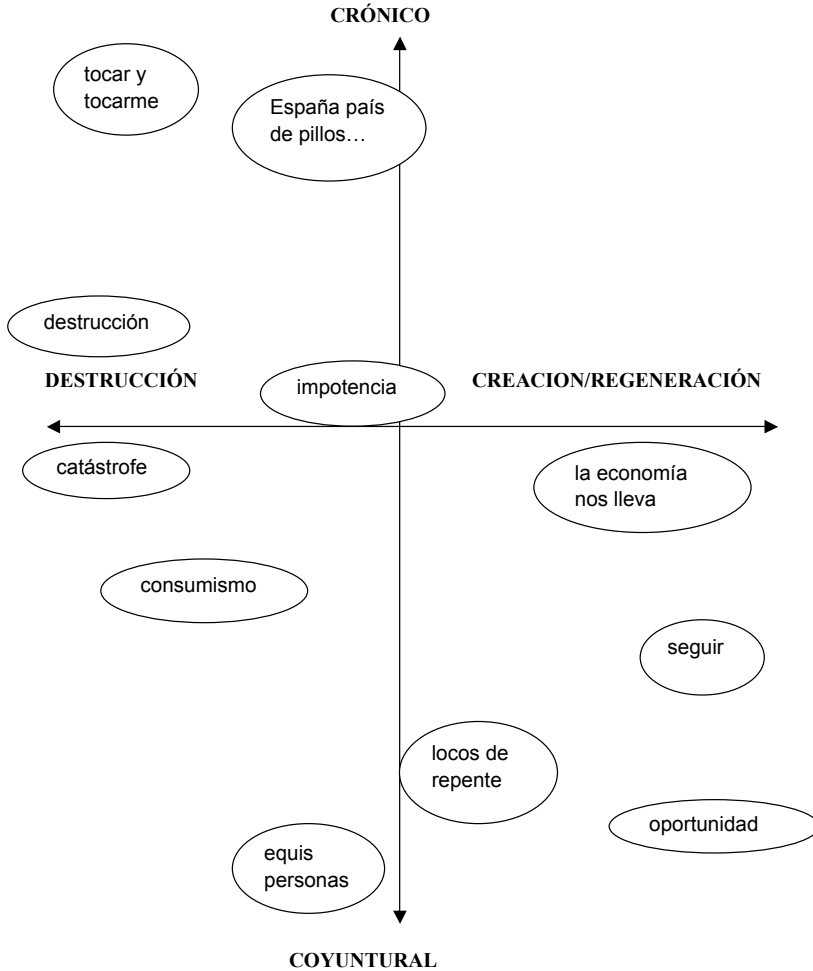 CRÓNICO
tocar y
tocarme
España país
de pillos…
destrucción
DESTRUCCIÓN
impotencia
CREACION/REGENERACIÓN
catástrofe
la economía
nos lleva
consumismo
seguir
locos de
repente
oportunidad
equis
personas
COYUNTURAL